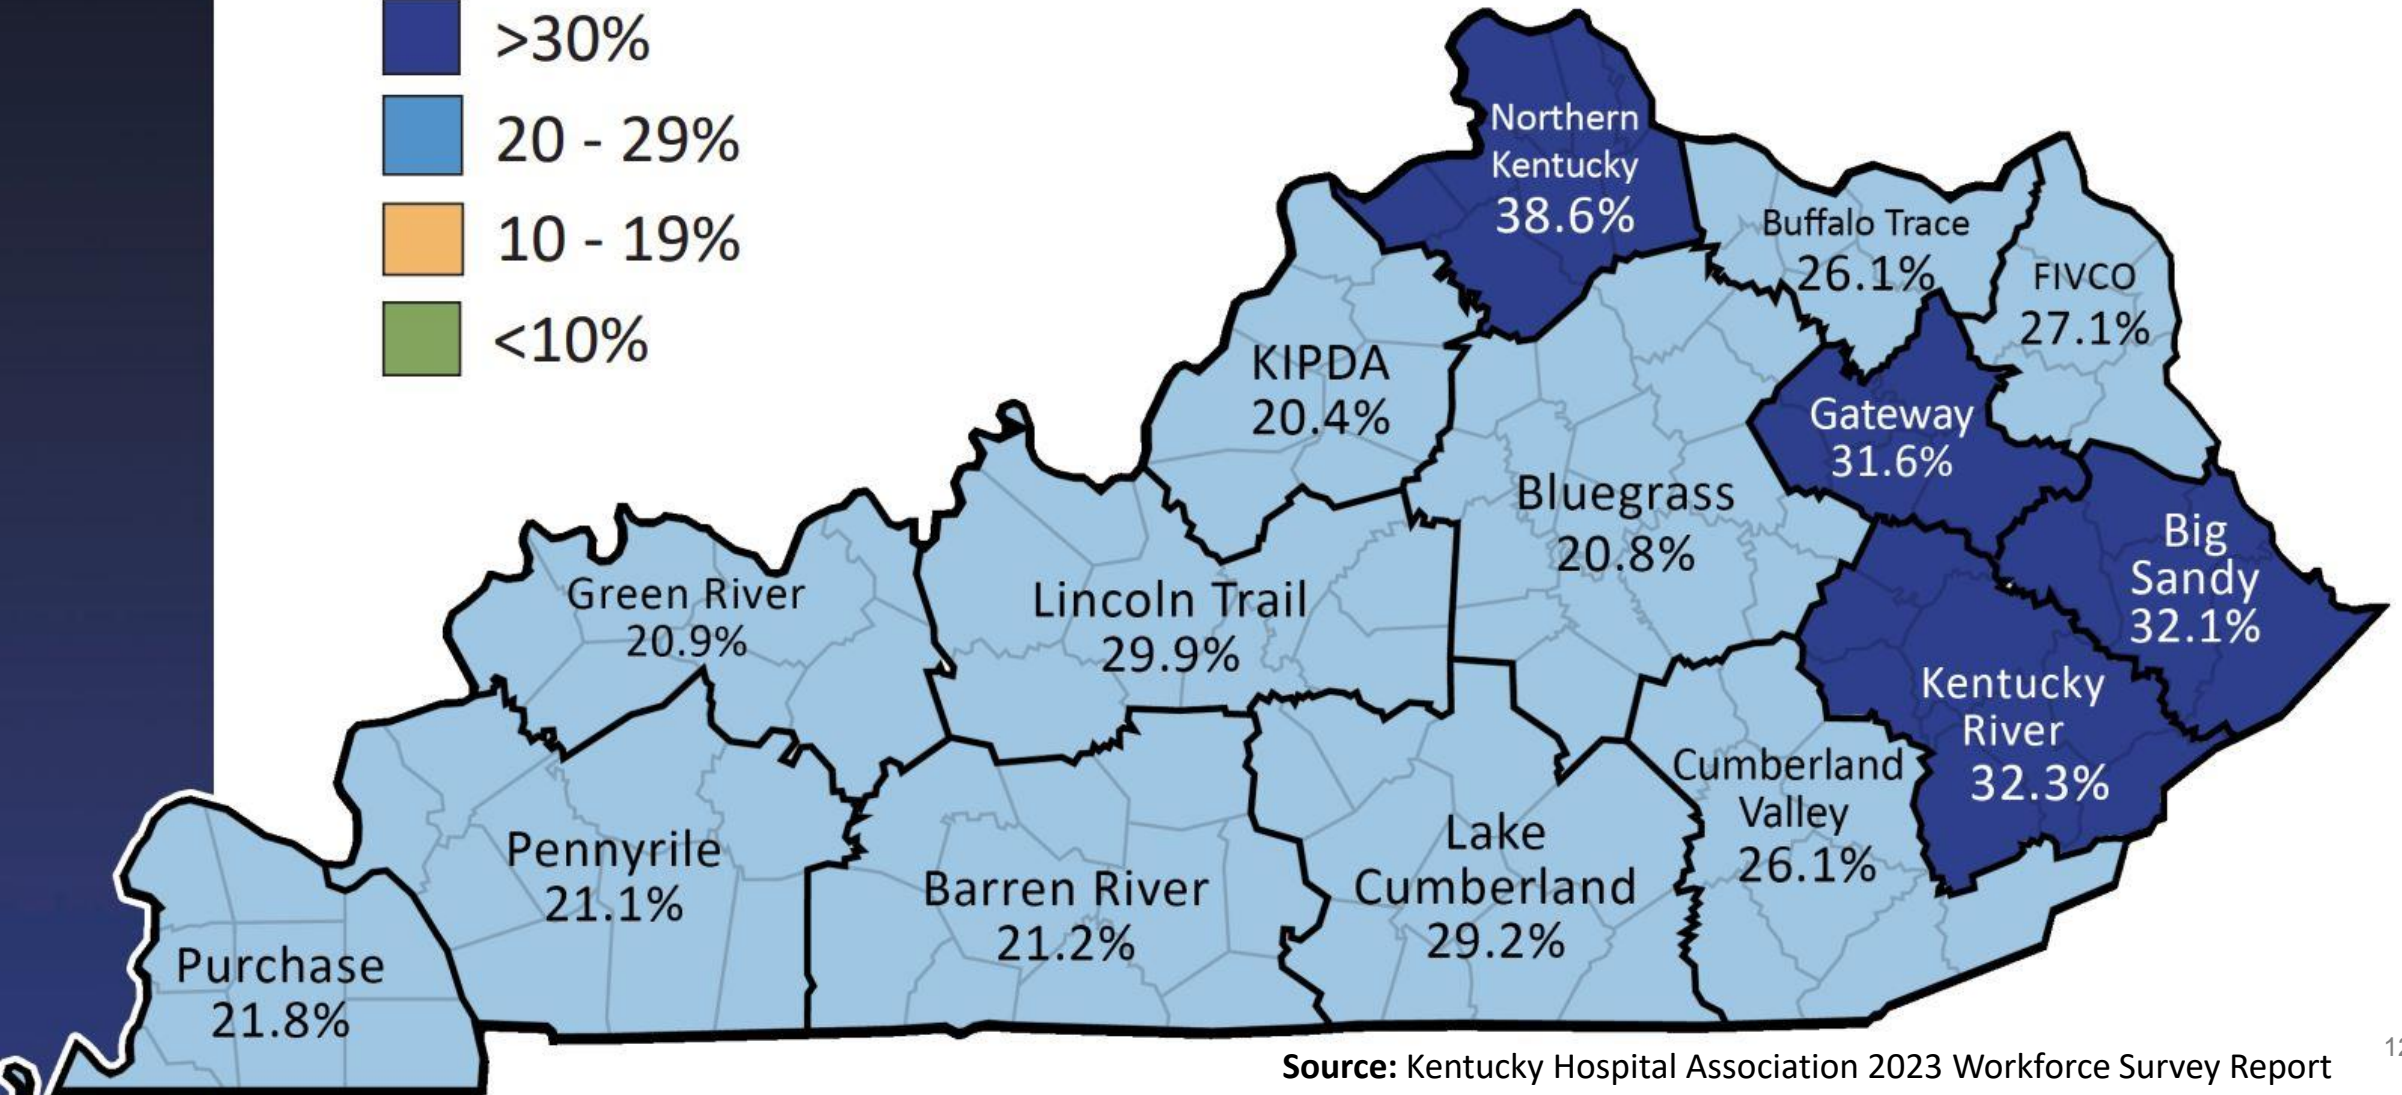 >30%
20 - 29%
10 - 19%
<10%
Northern
Kentucky
38.6%
Buffalo Trace
26.1%
FIVCO
27.1%
KIPDA
20.4%
Gateway
31.6%
Bluegrass
20.8%
Big
Sandy
32.1%
Green River
20.9%
Lincoln Trail
29.9%
Kentucky
River
32.3%
Cumberland
Valley
26.1%
Pennyrile
21.1%
Barren River
21.2%
Lake
Cumberland
29.2%
Purchase
21.8%
Source: Kentucky Hospital Association 2023 Workforce Survey Report